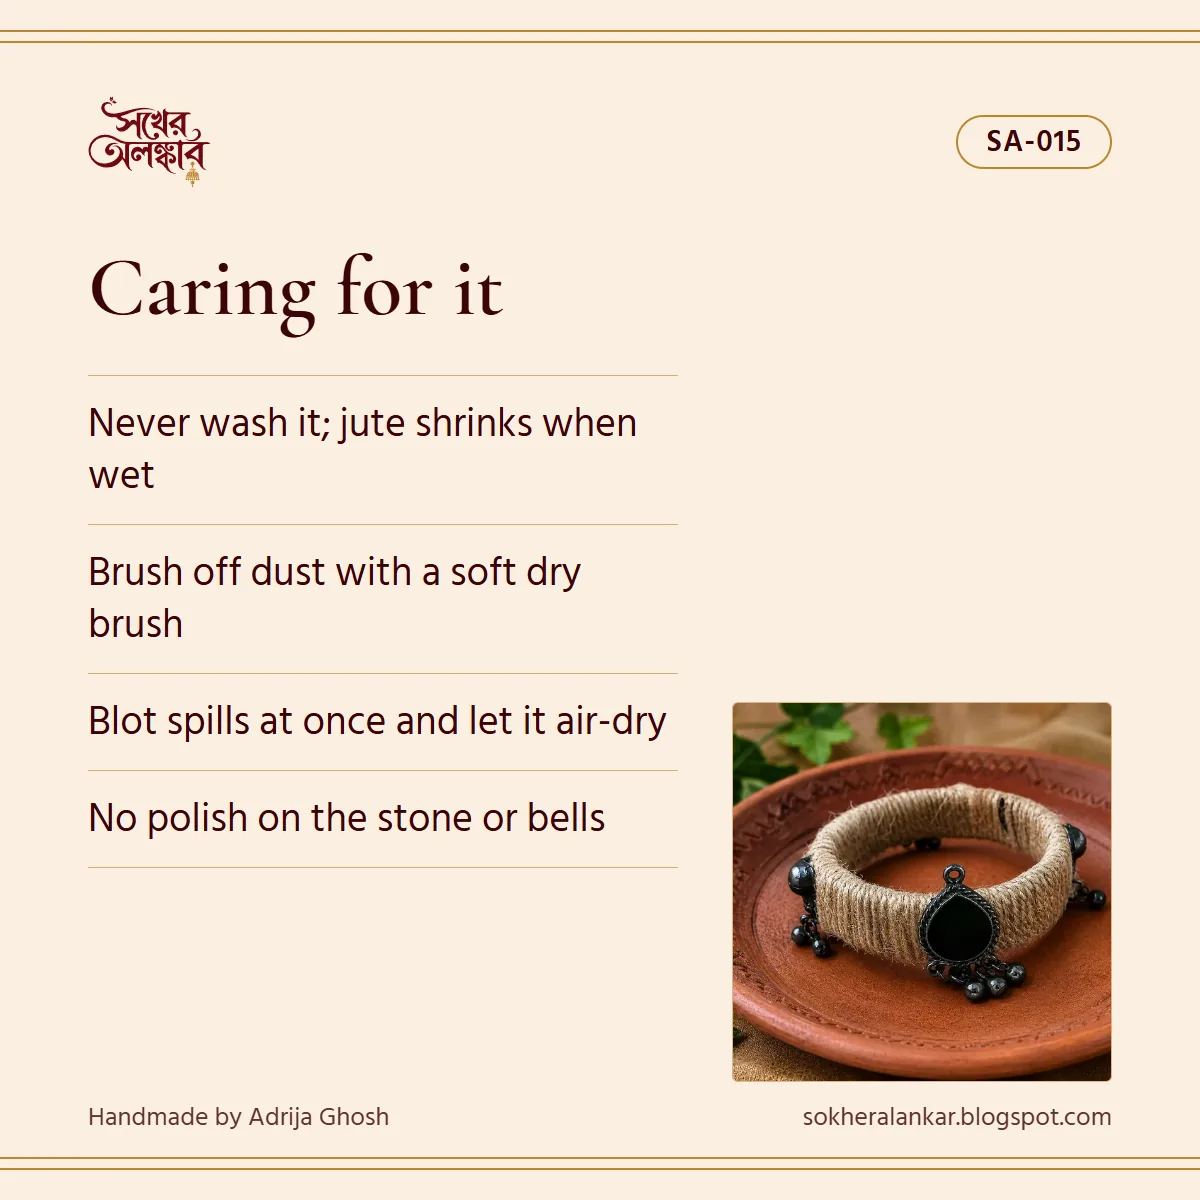 সখের
অলঙ্কার
SA-015
Caring for it
Never wash it; jute shrinks when
wet
Brush off dust with a soft dry
brush
Blot spills at once and let it air-dry
No polish on the stone or bells
Handmade by Adrija Ghosh
sokheralankar.blogspot.com